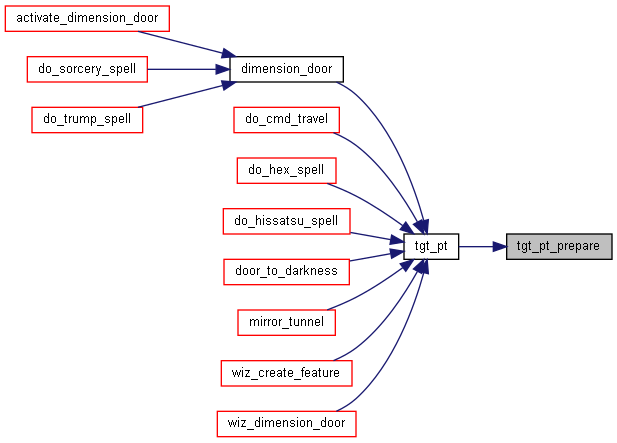 activate_dimension_door
do_sorcery_spell
dimension_door
do_trump_spell
do_cmd_travel
do_hex_spell
do_hissatsu_spell
tgt_pt
tgt_pt_prepare
door_to_darkness
mirror_tunnel
wiz_create_feature
wiz_dimension_door